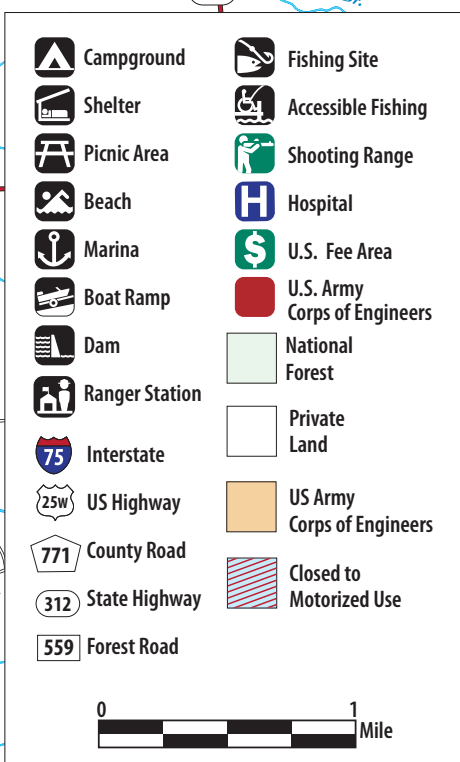 Campground
Shelter
Picnic Area
Beach
Marina
Boat Ramp
Dam
Ranger Station
75 Interstate
25W US Highway
771 County Road
312 State Highway
559 Forest Road
Fishing Site
Accessible Fishing
Shooting Range
H Hospital
$ U.S. Fee Area
U.S. Army
Corps of Engineers
National
Forest
Private
Land
US Army
Corps of Engineers
Closed to
Motorized Use
0 1
Mile